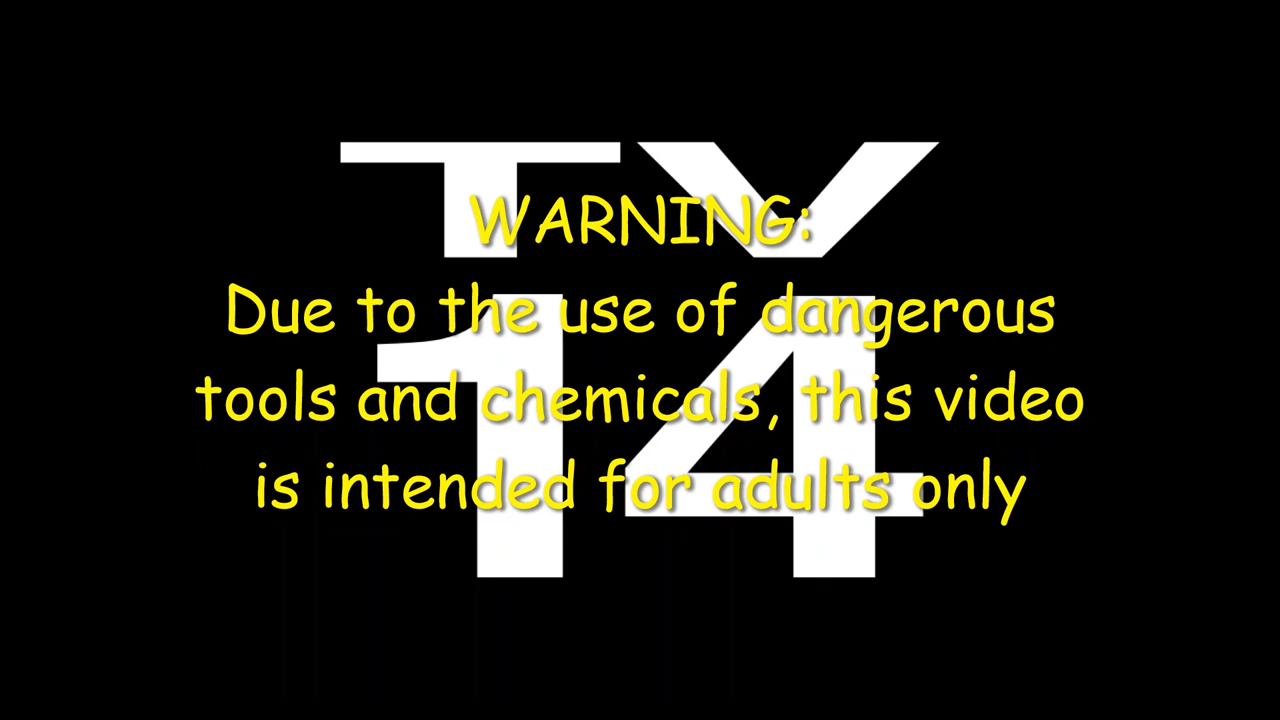 TV
WARNING:
Due to the use of dangerous
14
tools and chemicals, this video
is intended for adults only